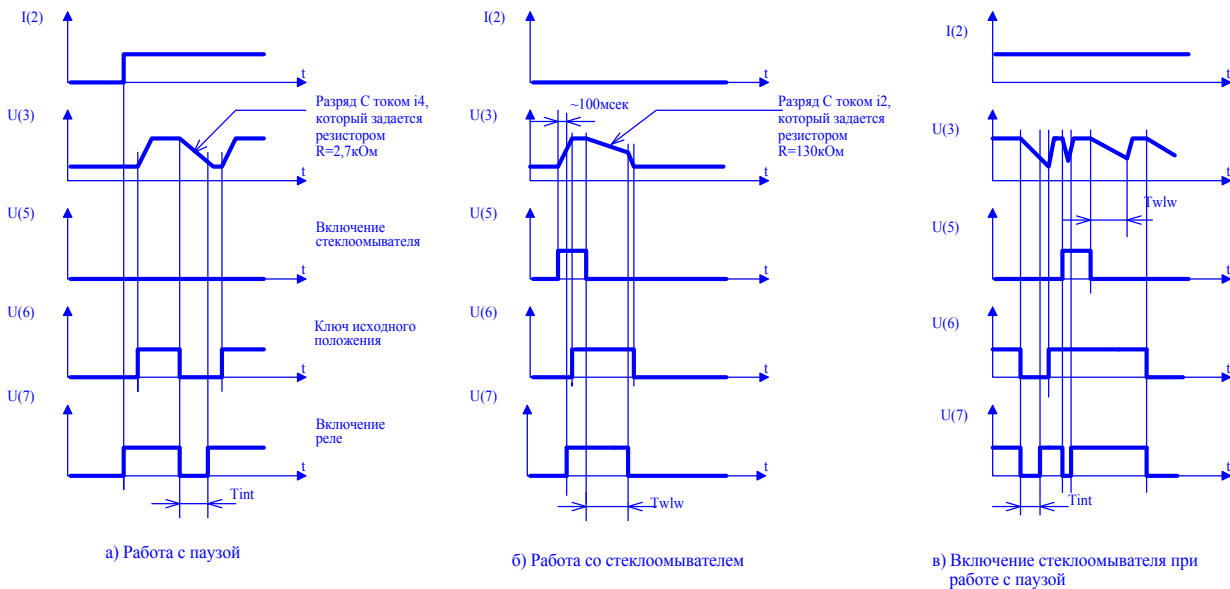 I(2)
t
U(3)
t
Разряд С током i4,
который задается
резистором
R=2,7кОм
U(5)
t
Включение
стеклоомывателя
U(6)
t
Ключ исходного
положения
U(7)
t
Включение
реле
Tint
а) Работа с паузой
I(2)
t
U(3)
t
~100мсек
Разряд С током i2,
который задается
резистором
R=130кОм
U(5)
t
U(6)
t
U(7)
t
Twlw
б) Работа со стеклоомывателем
I(2)
t
U(3)
t
Twlw
U(5)
t
U(6)
t
U(7)
t
Tint
в) Включение стеклоомывателя при
работе с паузой